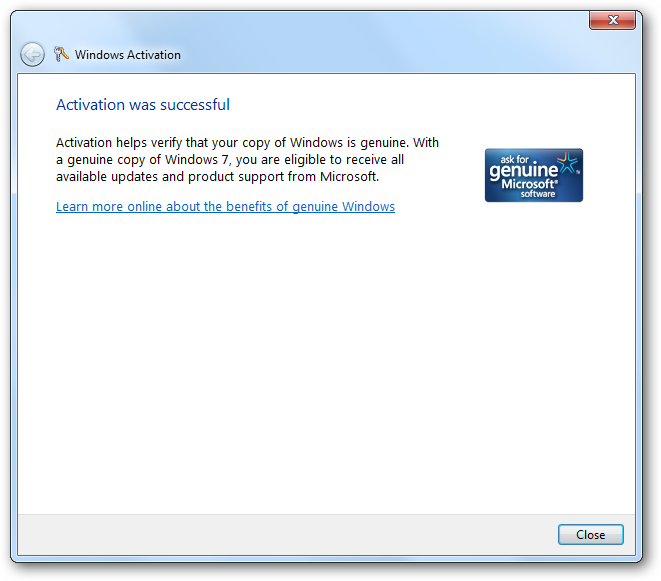 Windows Activation
Activation was successful
Activation helps verify that your copy of Windows is genuine. With
a genuine copy of Windows 7, you are eligible to receive all
available updates and product support from Microsoft.
ask for
genuine
Microsoft®
software
™
Learn more online about the benefits of genuine Windows
Close